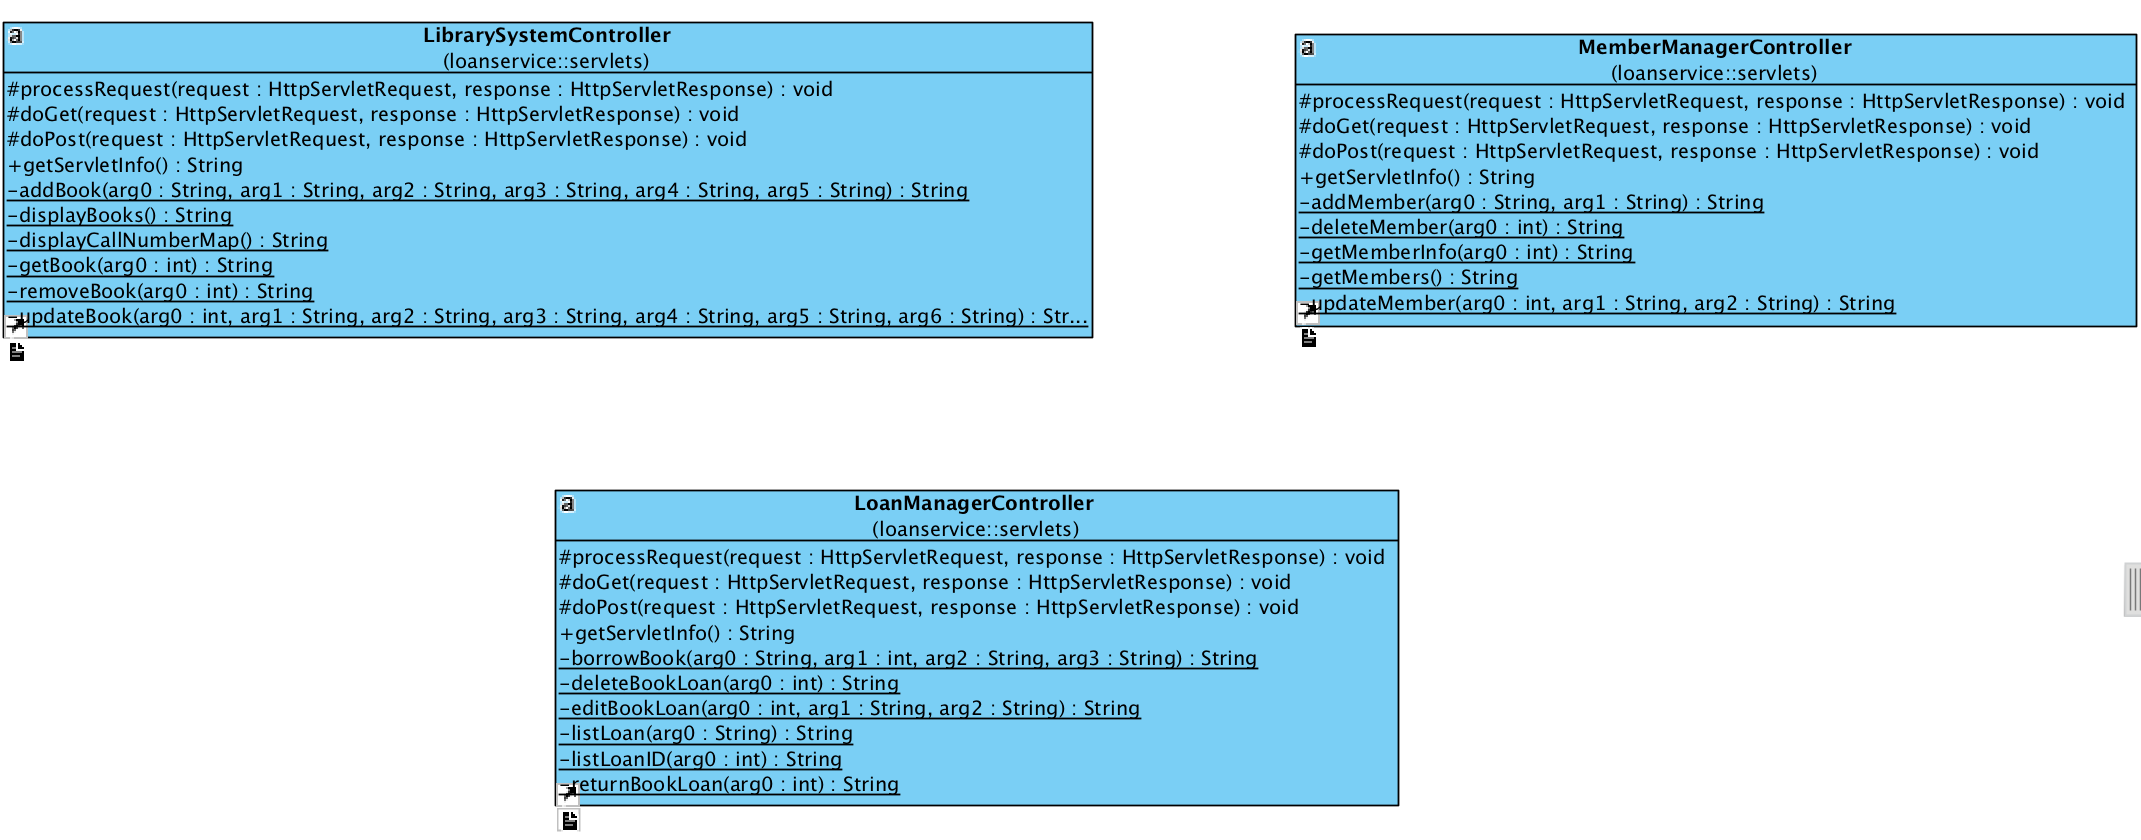 a
LibrarySystemController
(loanservice::servlets)
#processRequest(request : HttpServletRequest, response : HttpServletResponse) : void
#doGet(request : HttpServletRequest, response : HttpServletResponse) : void
#doPost(request : HttpServletRequest, response : HttpServletResponse) : void
+getServletInfo() : String
-addBook(arg0 : String, arg1 : String, arg2 : String, arg3 : String, arg4 : String, arg5 : String) : String
-displayBooks() : String
-displayCallNumberMap() : String
-getBook(arg0 : int) : String
-removeBook(arg0 : int) : String
-updateBook(arg0 : int, arg1 : String, arg2 : String, arg3 : String, arg4 : String, arg5 : String, arg6 : String) : Str...
a
MemberManagerController
(loanservice::servlets)
#processRequest(request : HttpServletRequest, response : HttpServletResponse) : void
#doGet(request : HttpServletRequest, response : HttpServletResponse) : void
#doPost(request : HttpServletRequest, response : HttpServletResponse) : void
+getServletInfo() : String
-addMember(arg0 : String, arg1 : String) : String
-deleteMember(arg0 : int) : String
-getMemberInfo(arg0 : int) : String
-getMembers() : String
-updateMember(arg0 : int, arg1 : String, arg2 : String) : String
a
LoanManagerController
(loanservice::servlets)
#processRequest(request : HttpServletRequest, response : HttpServletResponse) : void
#doGet(request : HttpServletRequest, response : HttpServletResponse) : void
#doPost(request : HttpServletRequest, response : HttpServletResponse) : void
+getServletInfo() : String
-borrowBook(arg0 : String, arg1 : int, arg2 : String, arg3 : String) : String
-deleteBookLoan(arg0 : int) : String
-editBookLoan(arg0 : int, arg1 : String, arg2 : String) : String
-listLoan(arg0 : String) : String
-listLoanID(arg0 : int) : String
-returnBookLoan(arg0 : int) : String